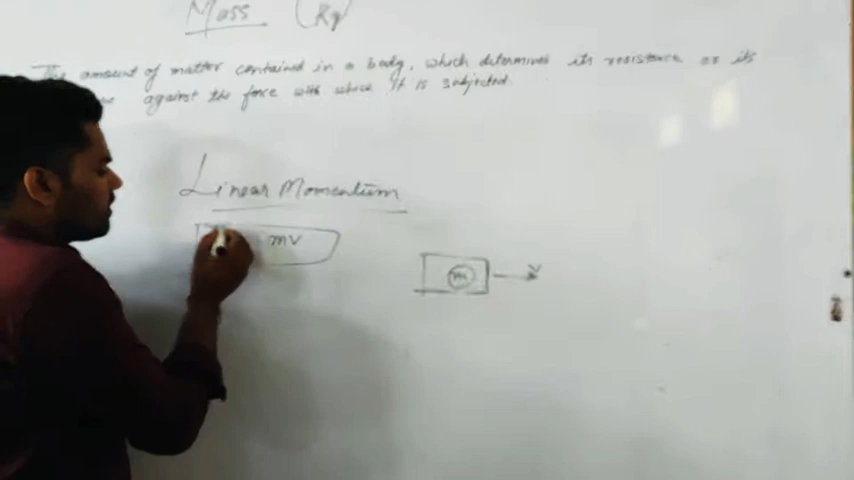 Mass (Kg)
The amount of matter contained in a body, which determines its resistance or its
against the force with which it is subjected.
Linear Momentum
mv
m v